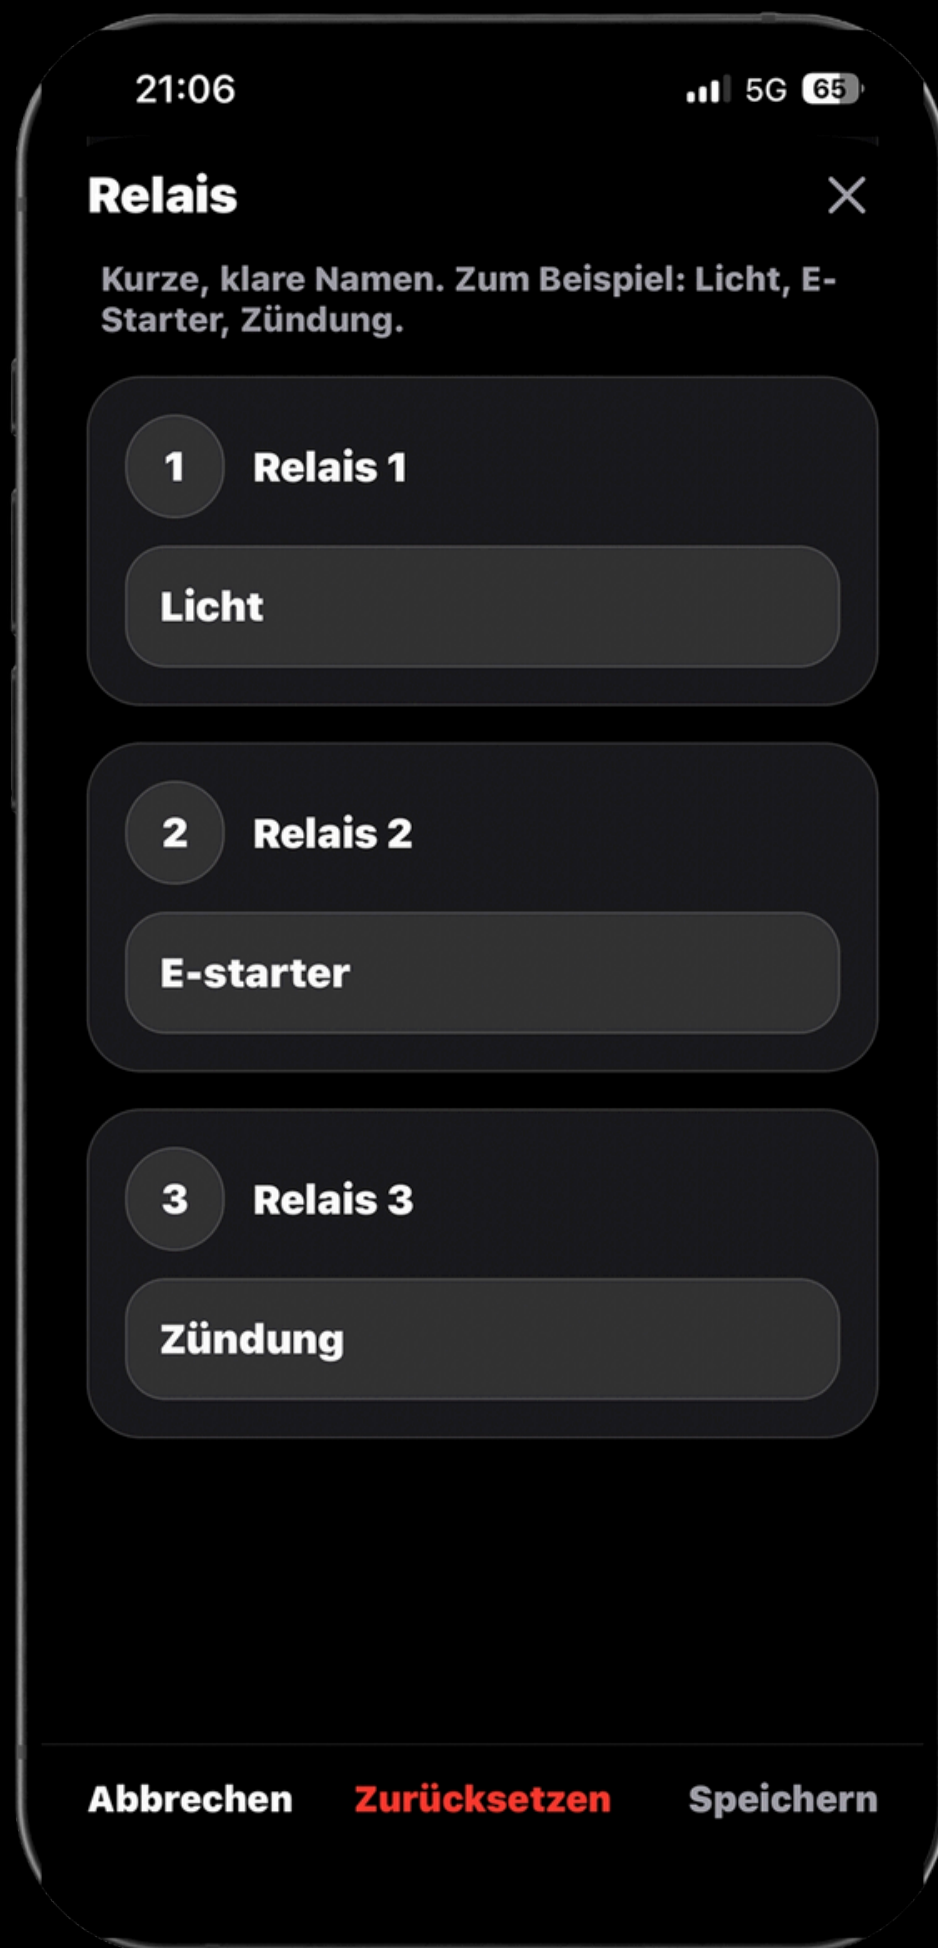 21:06 5G 65
Relais
Kurze, klare Namen. Zum Beispiel: Licht, E-
Starter, Zündung.
1 Relais 1
Licht
2 Relais 2
E-starter
3 Relais 3
Zündung
Abbrechen Zurücksetzen Speichern